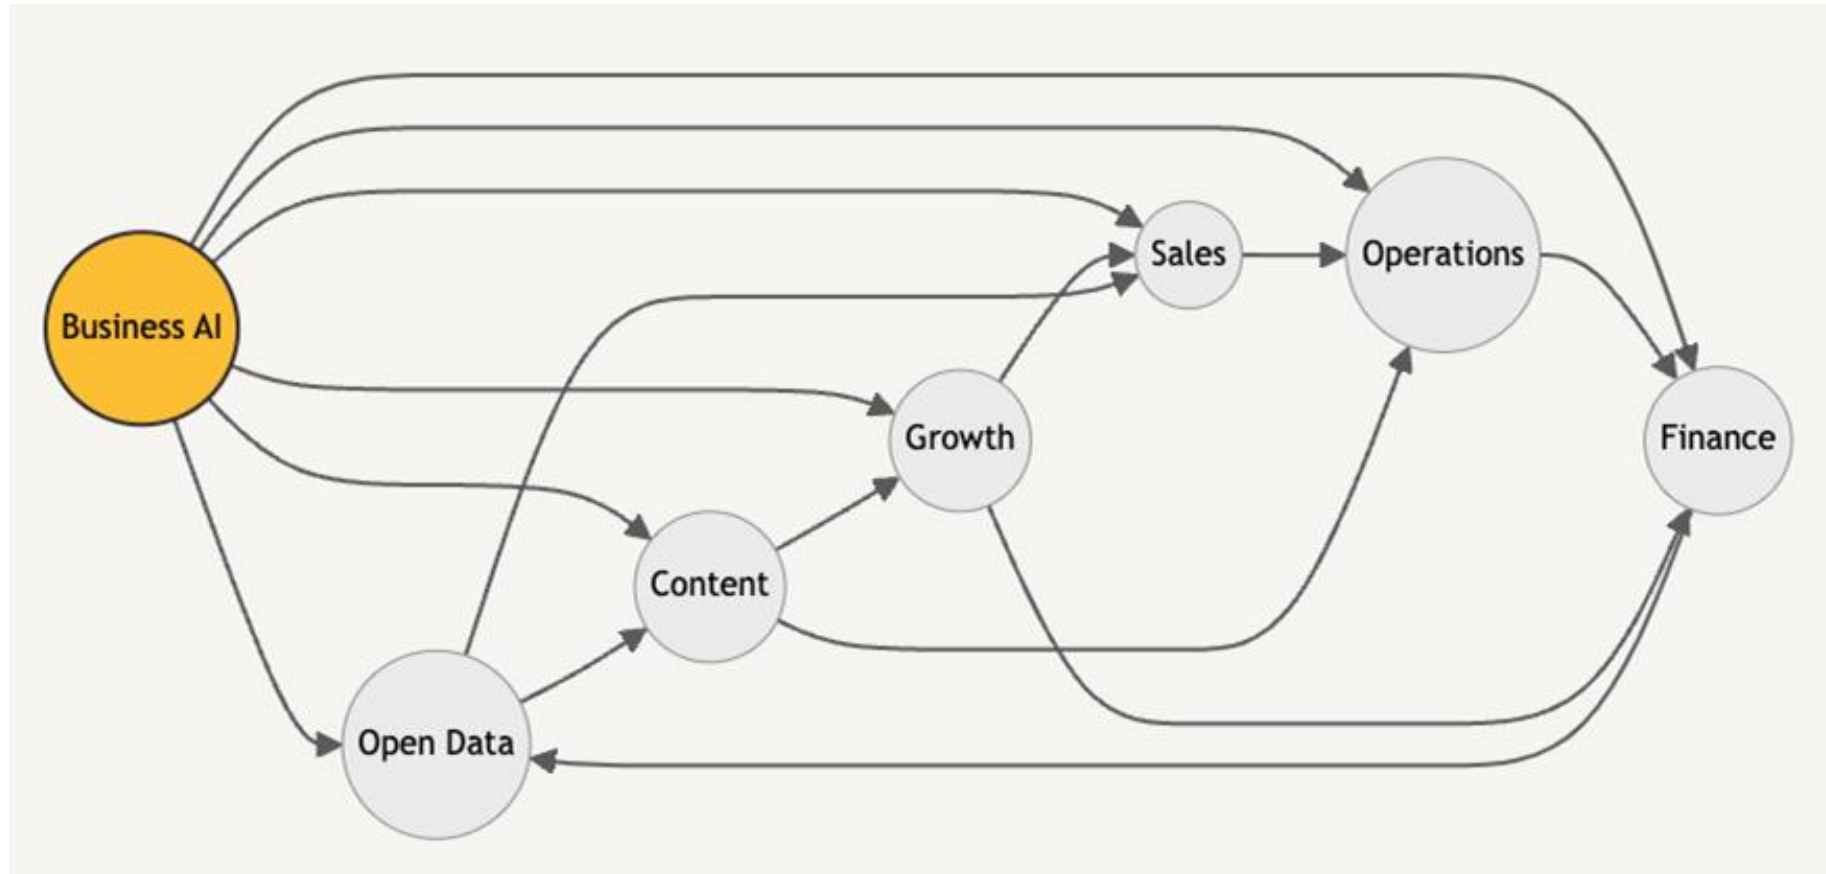 Business AI
Sales
Operations
Growth
Finance
Content
Open Data